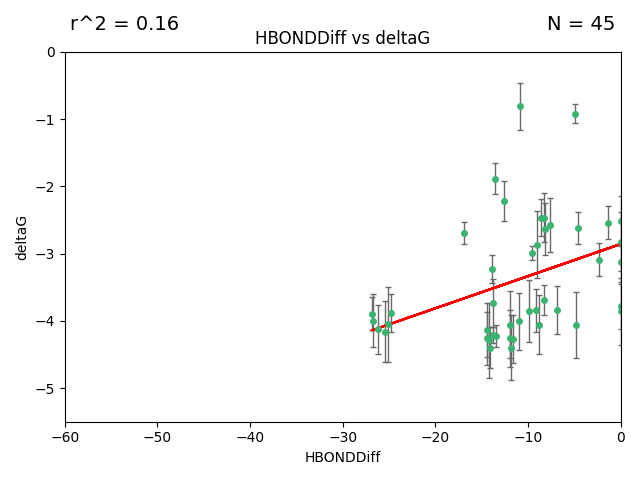 r^2 = 0.16
N = 45
HBONDDiff vs deltaG
0
−1
−2
−3
−4
−5
deltaG
−60
−50
−40
−30
−20
−10
0
HBONDDiff